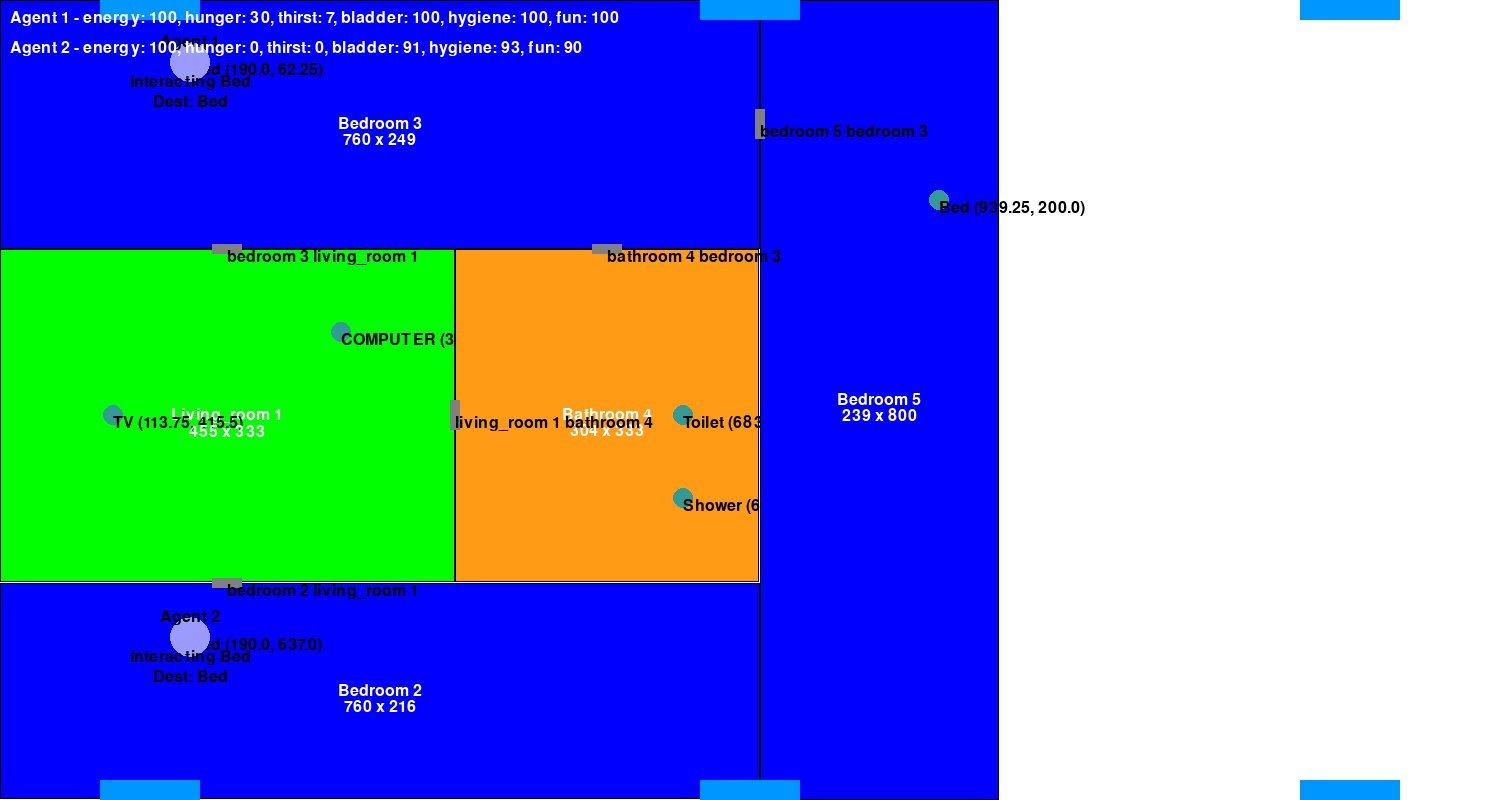 Agent 1 - energy: 100, hunger: 30, thirst: 7, bladder: 100, hygiene: 100, fun: 100
Agent 1
Agent 2 - energy: 100, hunger: 0, thirst: 0, bladder: 91, hygiene: 93, fun: 90
(190.0, 62.25)
Interacting Bed
Dest: Bed
Bedroom 3
760 x 249
bedroom 5 bedroom 3
Bed (939.25, 200.0)
bedroom 3 living_room 1
bathroom 4 bedroom 3
COMPUTER (3
Bedroom 5
239 x 800
Living_room 1
455 x 333
TV (113.75, 415.5)
Bathroom 4
304 x 333
living_room 1 bathroom 4
Toilet (683
Shower (6
bedroom 2 living_room 1
Agent 2
(190.0, 637.0)
Interacting Bed
Dest: Bed
Bedroom 2
760 x 216